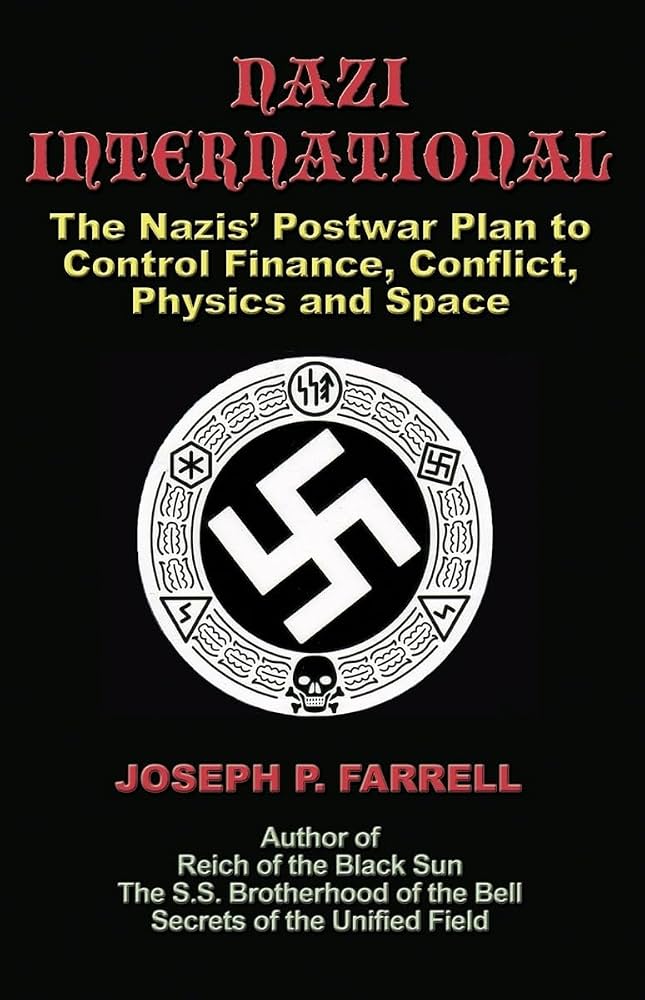 NAZI
INTERNATIONAL
The Nazis' Postwar Plan to
Control Finance, Conflict,
Physics and Space
JOSEPH P. FARRELL
Author of
Reich of the Black Sun
The S.S. Brotherhood of the Bell
Secrets of the Unified Field